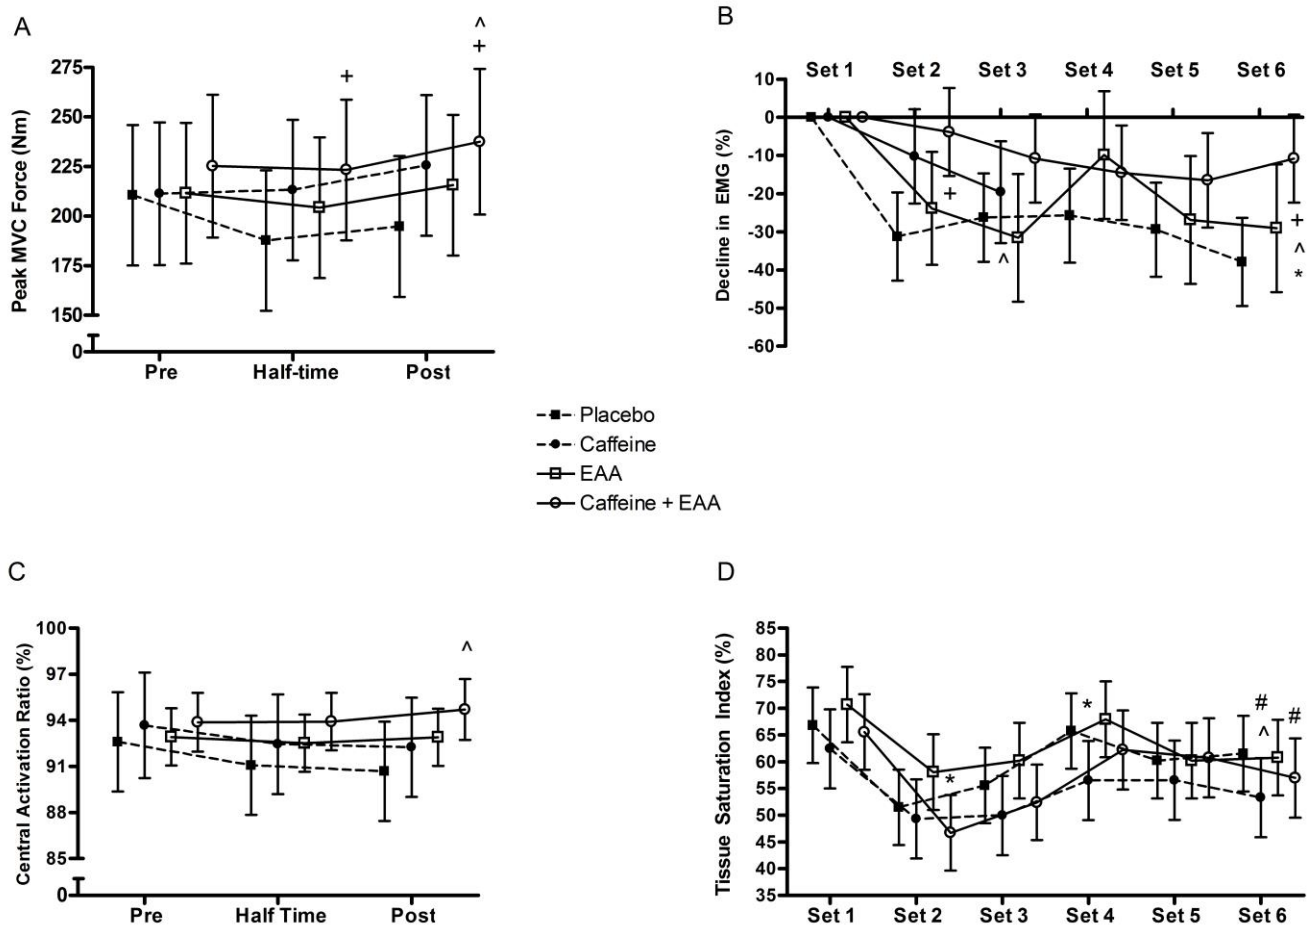 A
^
+
+
275
250
225
200
175
150
0
Peak MVC Force (Nm)
Pre Half-time Post
B
Set 1 Set 2 Set 3 Set 4 Set 5 Set 6
10
0
-10
-20
-30
-40
-50
-60
Decline in EMG (%)
+
^
+
^
*
Placebo
Caffeine
EAA
Caffeine + EAA
C
^
100
97
94
91
88
85
0
Central Activation Ratio (%)
Pre Half Time Post
D
85
80
75
70
65
60
55
50
45
40
35
Tissue Saturation Index (%)
*
*
#
^
#
Set 1 Set 2 Set 3 Set 4 Set 5 Set 6